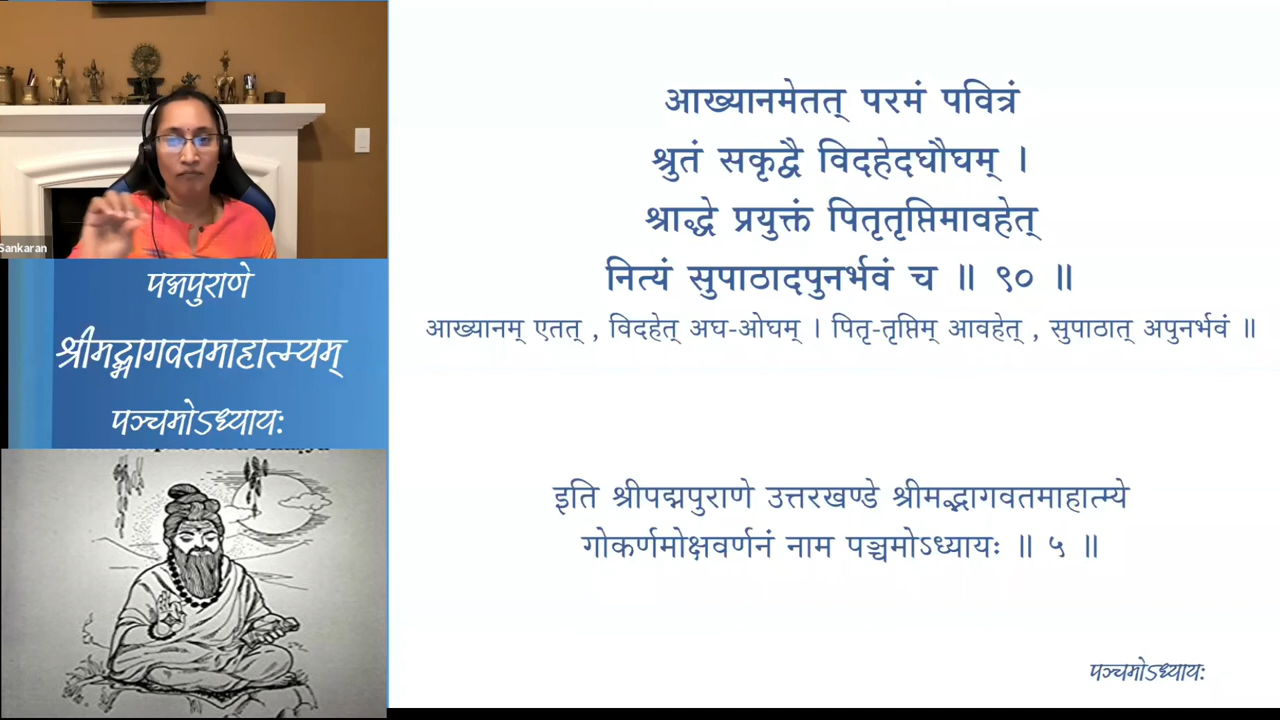 Sankaran
पद्मपुराणे
श्रीमद्भागवतमाहात्म्यम्
पञ्चमोऽध्यायः
आख्यानमेतत् परमं पवित्रं
श्रुतं सकृद्वै विदहेदघौघम् ।
श्राद्धे प्रयुक्तं पितृतृप्तिमावहेत्
नित्यं सुपाठादपुनर्भवं च ॥ ९० ॥
आख्यानम् एतत् , विदहेत् अघ-ओघम् । पितृ-तृप्तिम् आवहेत् , सुपाठात् अपुनर्भवं ॥
इति श्रीपद्मपुराणे उत्तरखण्डे श्रीमद्भागवतमाहात्म्ये
गोकर्णमोक्षवर्णनं नाम पञ्चमोऽध्यायः ॥ ५ ॥
पञ्चमोऽध्यायः